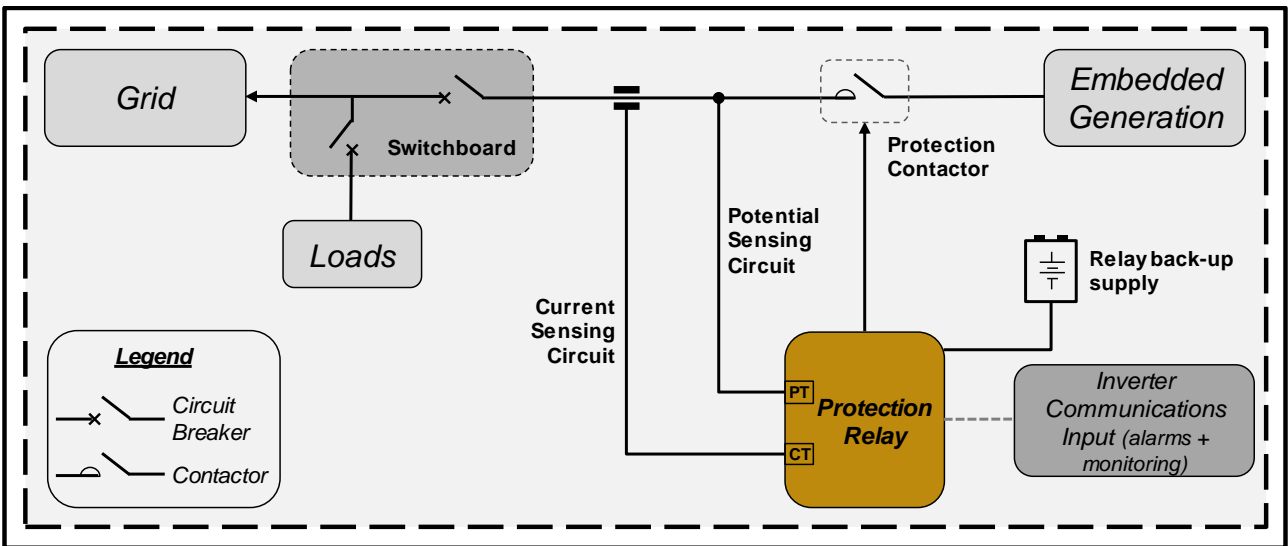 Grid
Switchboard
Loads
Protection
Contactor
Embedded
Generation
Potential
Sensing
Circuit
Relay back-up
supply
Current
Sensing
Circuit
PT
CT
Protection
Relay
Inverter
Communications
Input (alarms +
monitoring)
Legend
Circuit
Breaker
Contactor